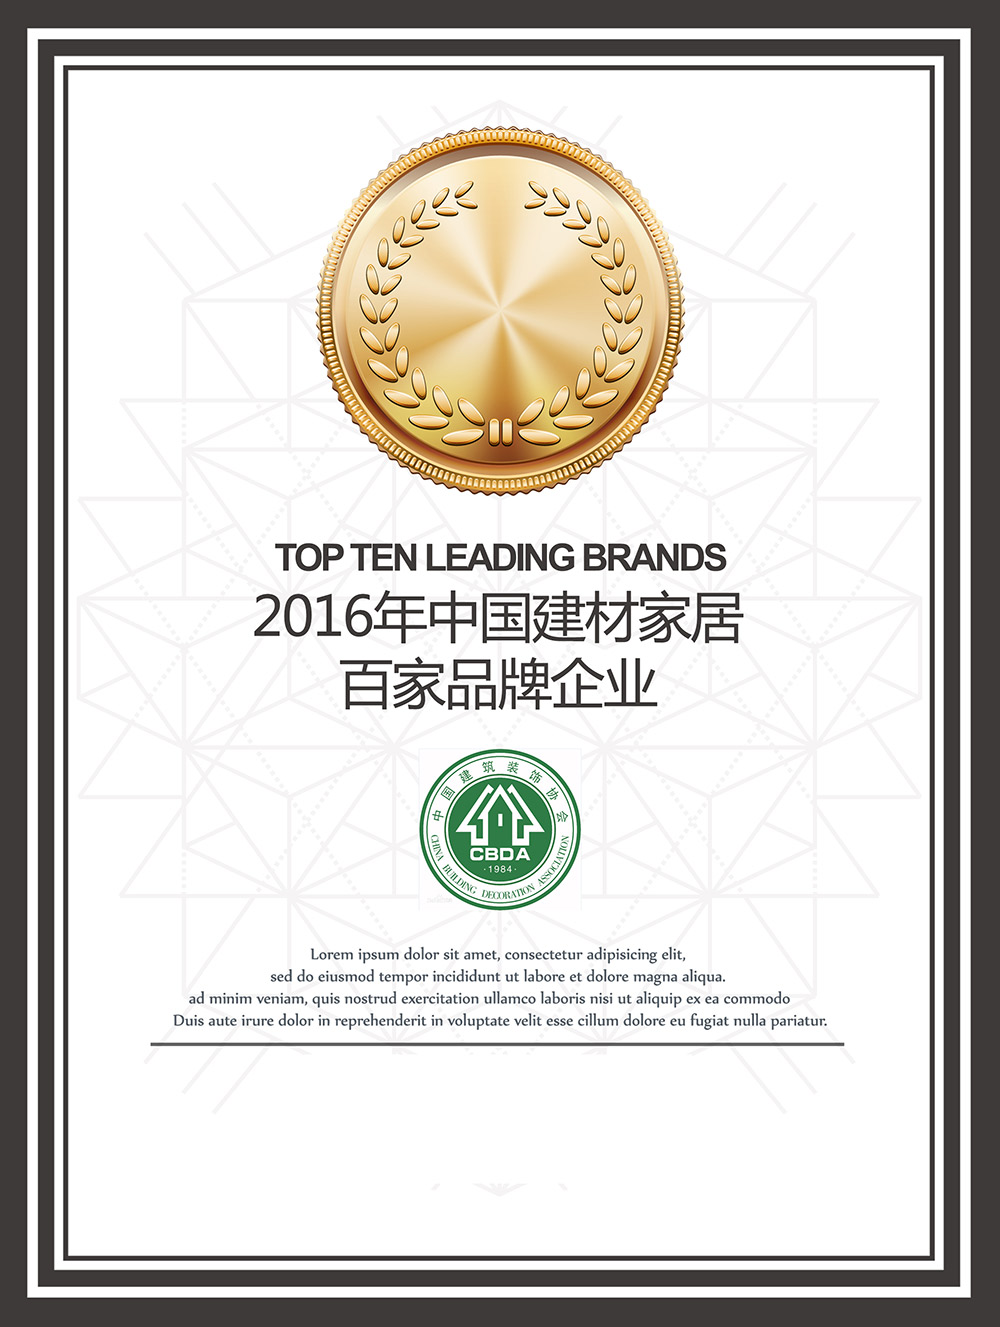 TOP TEN LEADING BRANDS
2016年中国建材家居
百家品牌企业
中国建筑装饰协会
CBDA
·1984·
CHINA BUILDING DECORATION ASSOCIATION
Lorem ipsum dolor sit amet, consectetur adipisicing elit,
sed do eiusmod tempor incididunt ut labore et dolore magna aliqua.
ad minim veniam, quis nostrud exercitation ullamco laboris nisi ut aliquip ex ea commodo
Duis aute irure dolor in reprehenderit in voluptate velit esse cillum dolore eu fugiat nulla pariatur.